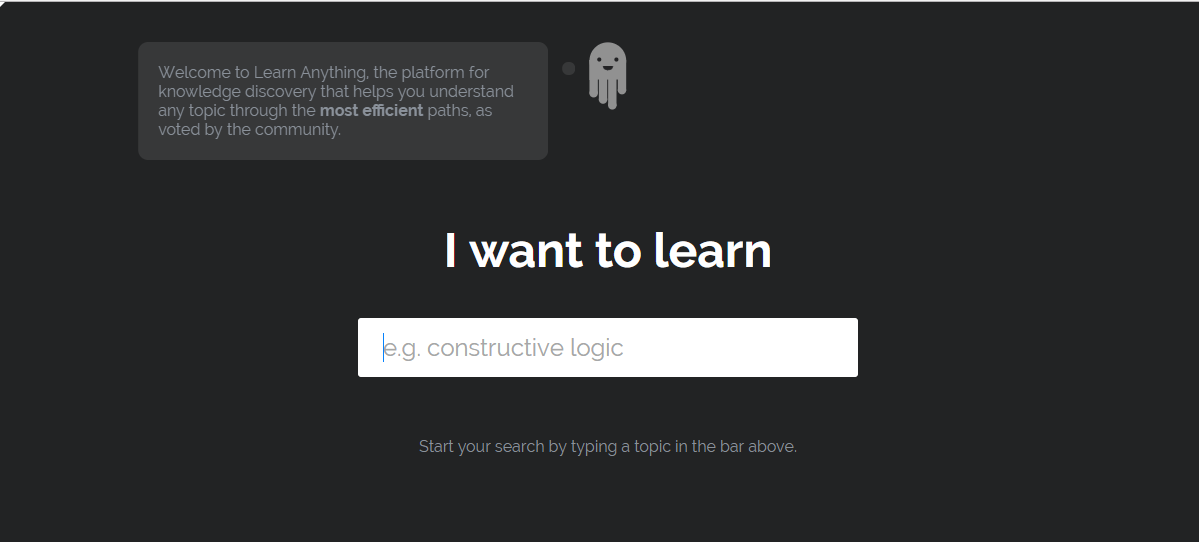 Welcome to Learn Anything, the platform for
knowledge discovery that helps you understand
any topic through the most efficient paths, as
voted by the community.
I want to learn
e.g. constructive logic
Start your search by typing a topic in the bar above.